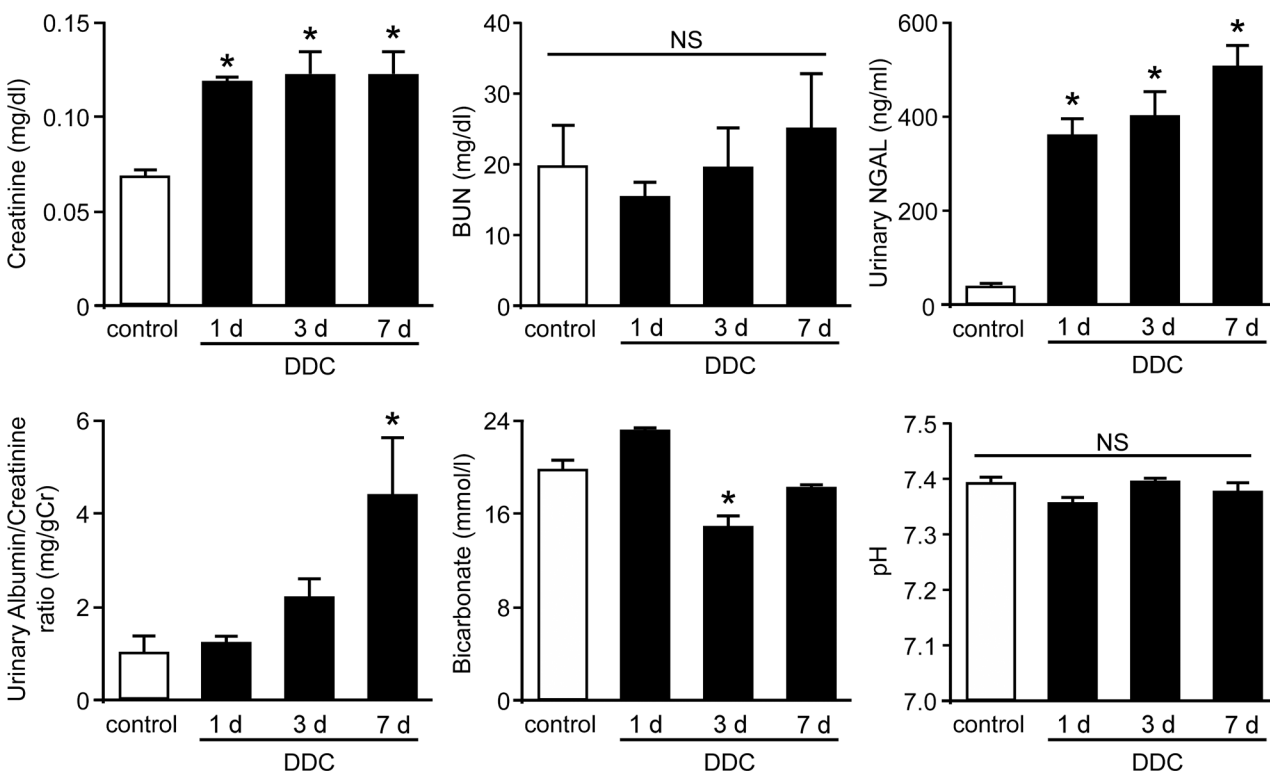 Creatinine (mg/dl)
0.15
0.10
0.05
0
*
*
*
control
1 d
3 d
7 d
DDC
BUN (mg/dl)
40
30
20
10
0
NS
control
1 d
3 d
7 d
DDC
Urinary NGAL (ng/ml)
600
400
200
0
*
*
*
control
1 d
3 d
7 d
DDC
Urinary Albumin/Creatinine
ratio (mg/gCr)
6
4
2
0
*
control
1 d
3 d
7 d
DDC
Bicarbonate (mmol/l)
24
16
8
0
*
control
1 d
3 d
7 d
DDC
pH
7.5
7.4
7.3
7.2
7.1
7.0
NS
control
1 d
3 d
7 d
DDC